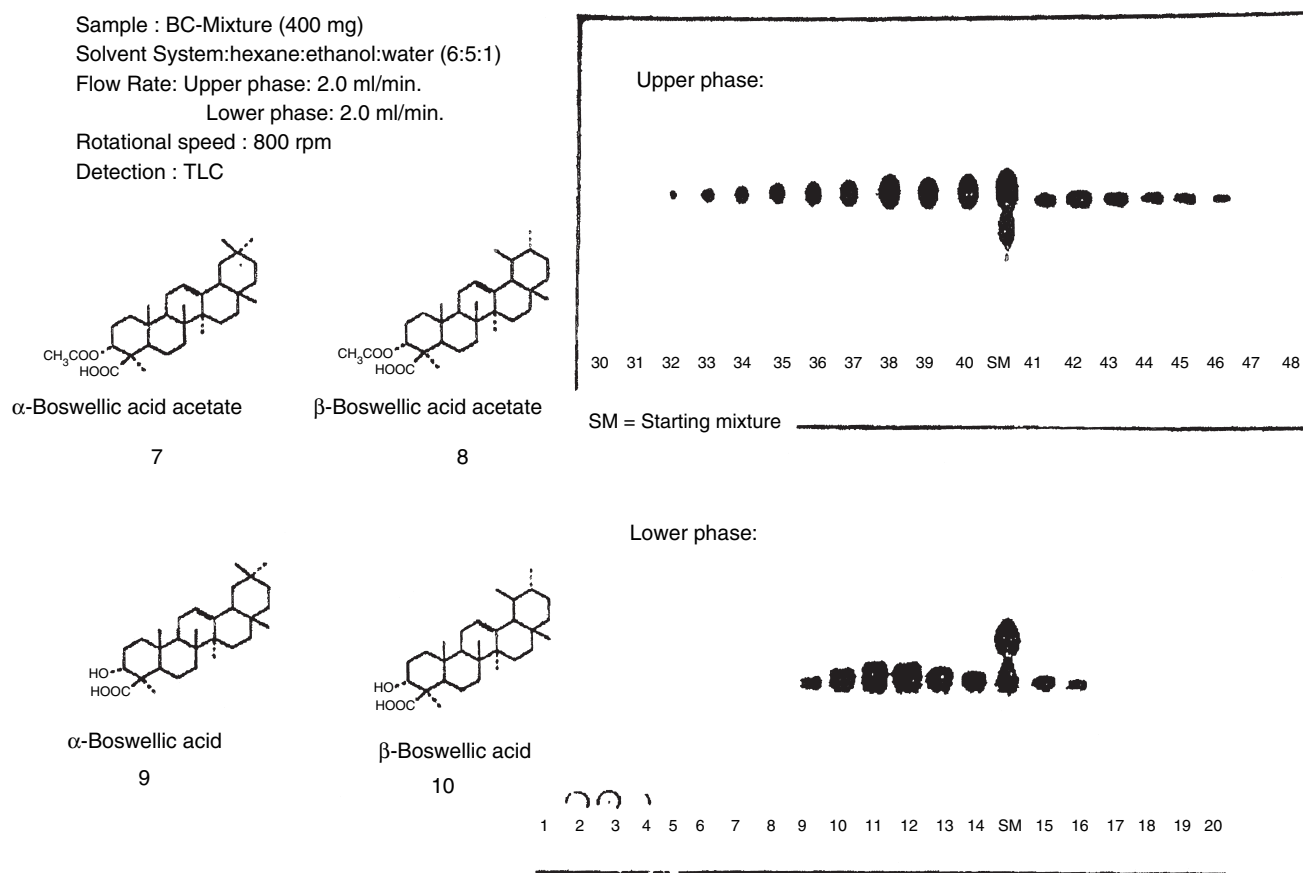 Sample : BC-Mixture (400 mg)
Solvent System:hexane:ethanol:water (6:5:1)
Flow Rate: Upper phase: 2.0 ml/min.
Lower phase: 2.0 ml/min.
Rotational speed : 800 rpm
Detection : TLC
Upper phase:
CH3COO
HOOC
α-Boswellic acid acetate
7
CH3COO
HOOC
β-Boswellic acid acetate
8
30 31 32 33 34 35 36 37 38 39 40 SM 41 42 43 44 45 46 47 48
SM = Starting mixture
Lower phase:
HO
HOOC
α-Boswellic acid
9
HO
HOOC
β-Boswellic acid
10
1 2 3 4 5 6 7 8 9 10 11 12 13 14 SM 15 16 17 18 19 20